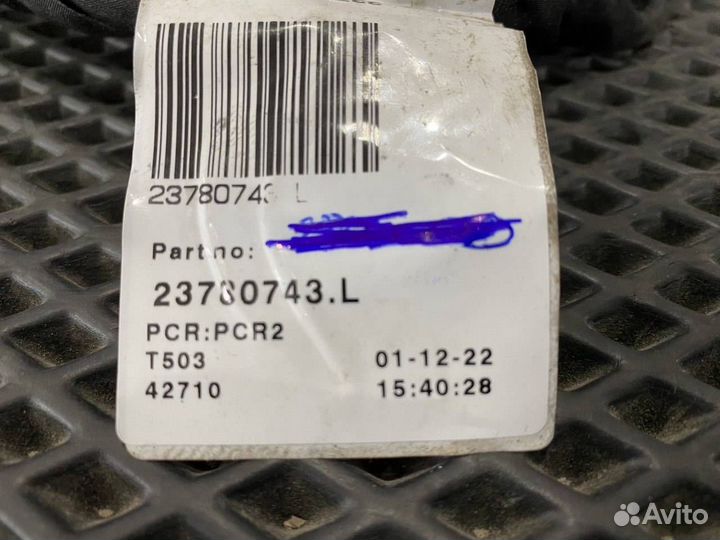 23780743 L
Part no:
23780743.L
PCR:PCR2
T503 01-12-22
42710 15:40:28
Avito